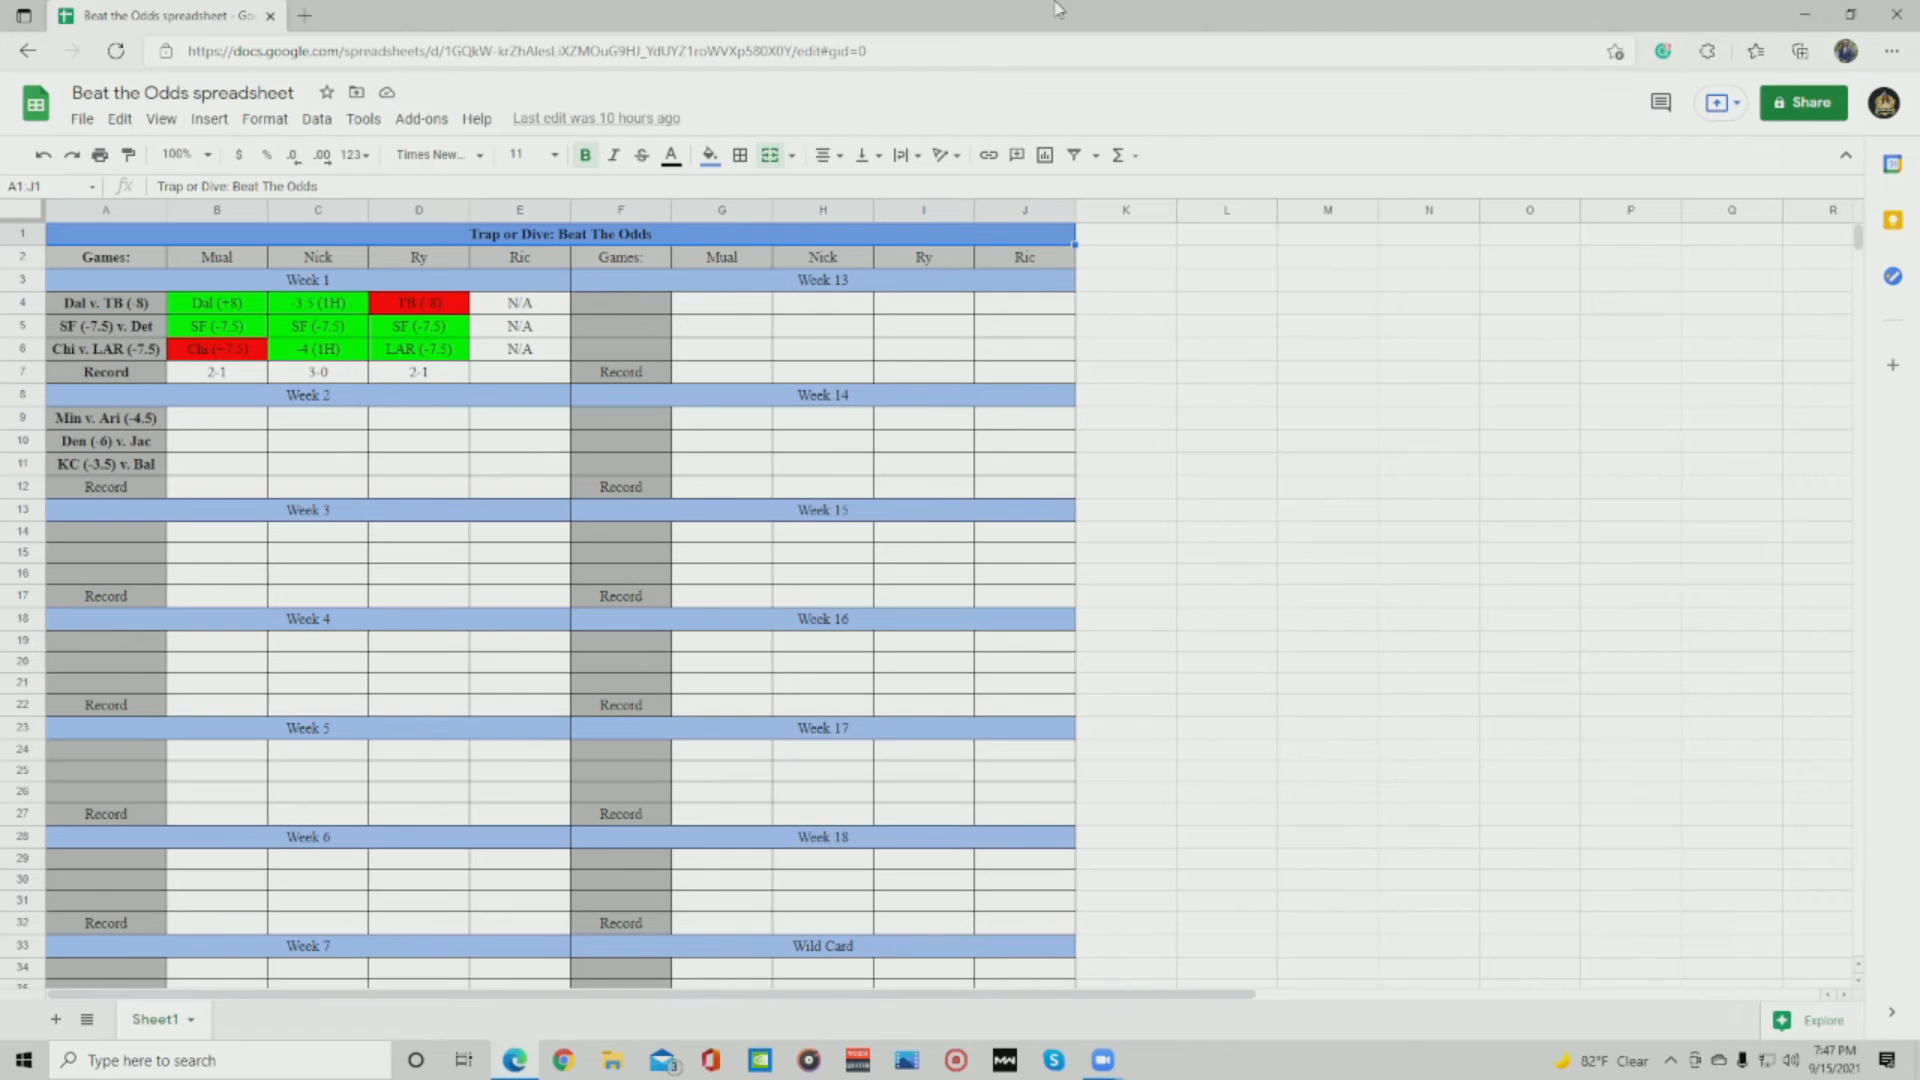 Beat the Odds spreadsheet - Go
https://docs.google.com/spreadsheets/d/1GQkW-krZhAlesLiXZMOuG9HJ_YdUYZ1roWVXp580X0Y/edit#gid=0
Beat the Odds spreadsheet
Share
File Edit View Insert Format Data Tools Add-ons Help Last edit was 10 hours ago
100% $ % .0 .00 123 Times New... 11 B I S A
A1:J1 fx Trap or Dive: Beat The Odds
A B C D E F G H I J K L M N O P Q R
1 Trap or Dive: Beat The Odds
2 Games: Mual Nick Ry Ric Games: Mual Nick Ry Ric
3 Week 1 Week 13
4 Dal v. TB (-8) Dal (+8) -3.5 (1H) TB (-8) N/A
5 SF (-7.5) v. Det SF (-7.5) SF (-7.5) SF (-7.5) N/A
6 Chi v. LAR (-7.5) Chi (+7.5) -4 (1H) LAR (-7.5) N/A
7 Record 2-1 3-0 2-1 Record
8 Week 2 Week 14
9 Min v. Ari (-4.5)
10 Den (-6) v. Jac
11 KC (-3.5) v. Bal
12 Record Record
13 Week 3 Week 15
14
15
16
17 Record Record
18 Week 4 Week 16
19
20
21
22 Record Record
23 Week 5 Week 17
24
25
26
27 Record Record
28 Week 6 Week 18
29
30
31
32 Record Record
33 Week 7 Wild Card
34
Sheet1 Explore
Type here to search
3
MW
82°F Clear
7:47 PM
9/15/2021